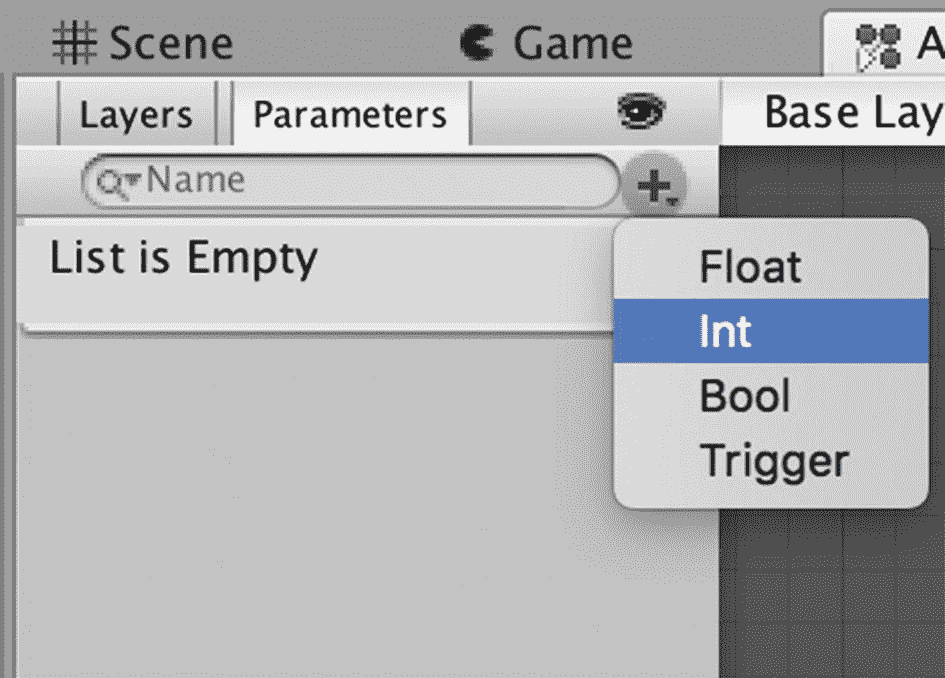 Scene Game A
Layers Parameters Base Lay
Name
List is Empty
Float
Int
Bool
Trigger